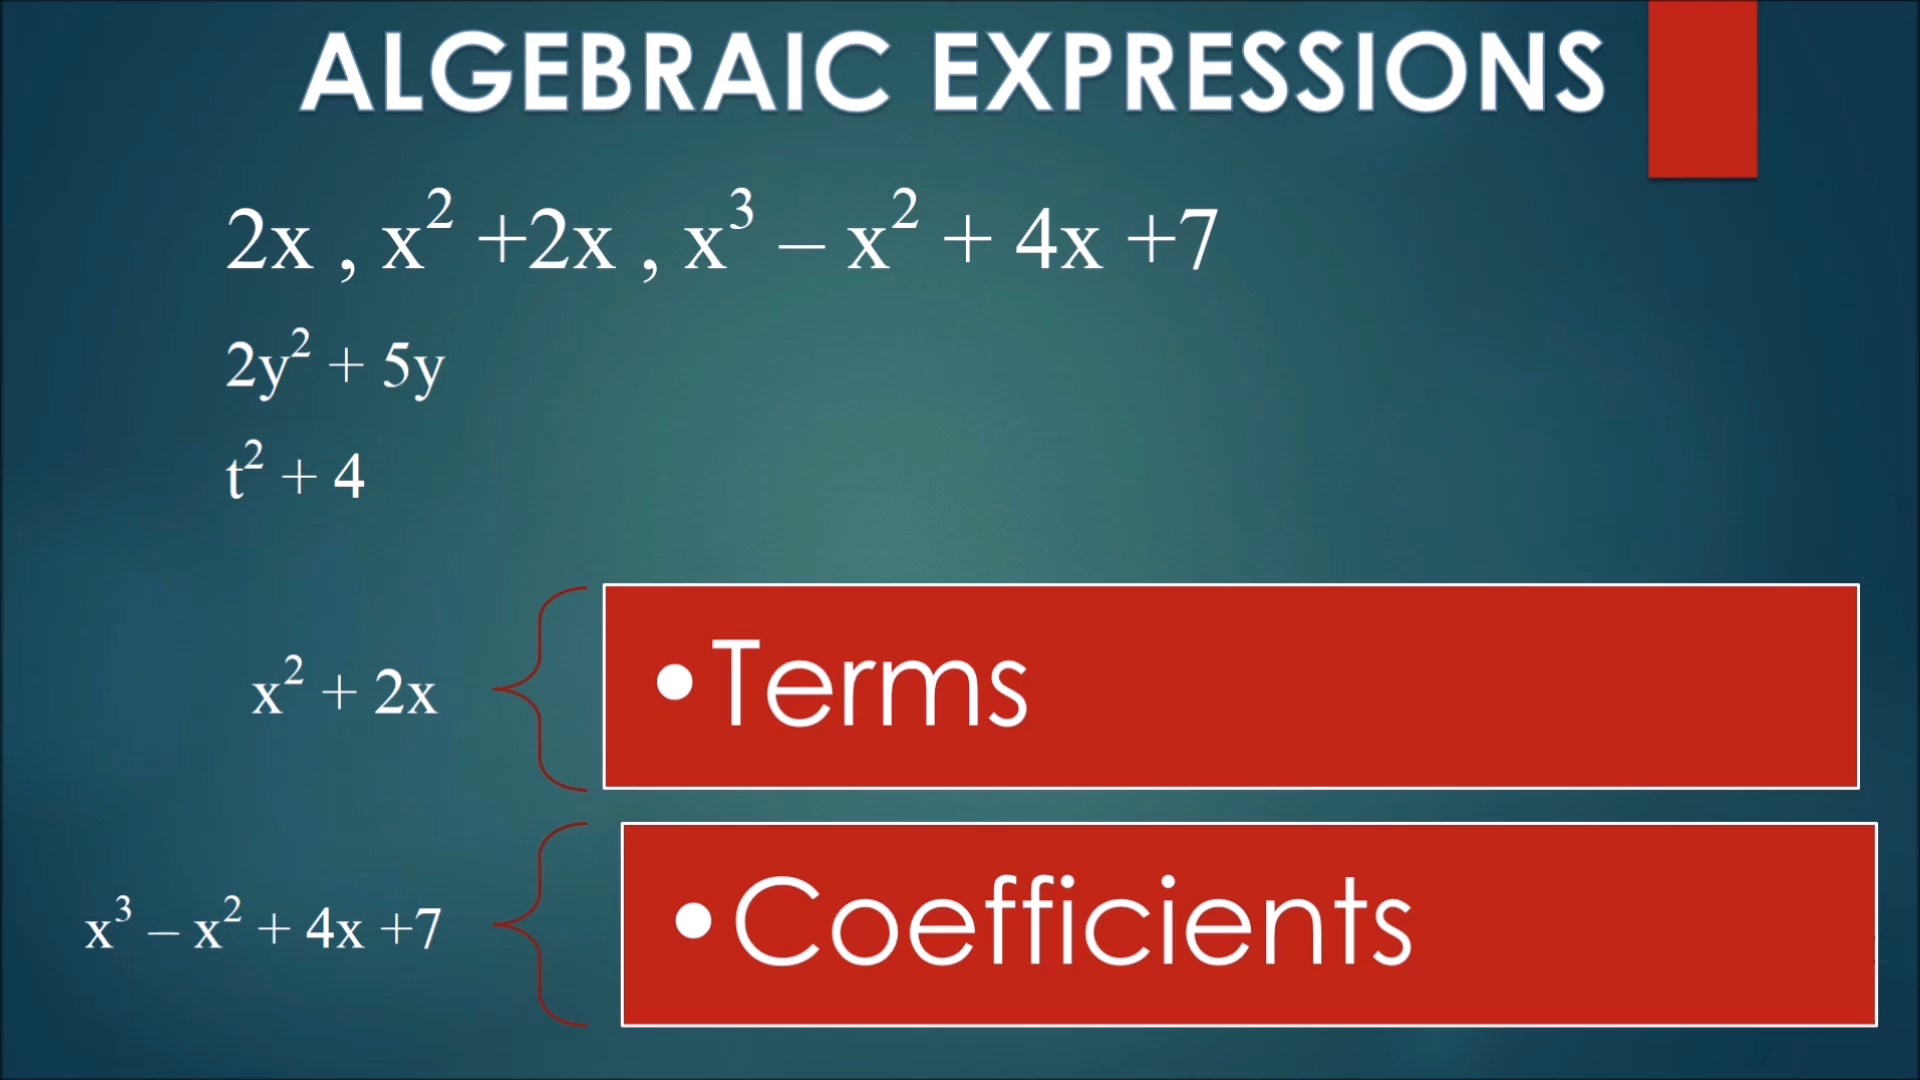 ALGEBRAIC EXPRESSIONS
2x , x² +2x , x³ – x² + 4x +7
2y² + 5y
t² + 4
x² + 2x
•Terms
x³ – x² + 4x +7
•Coefficients